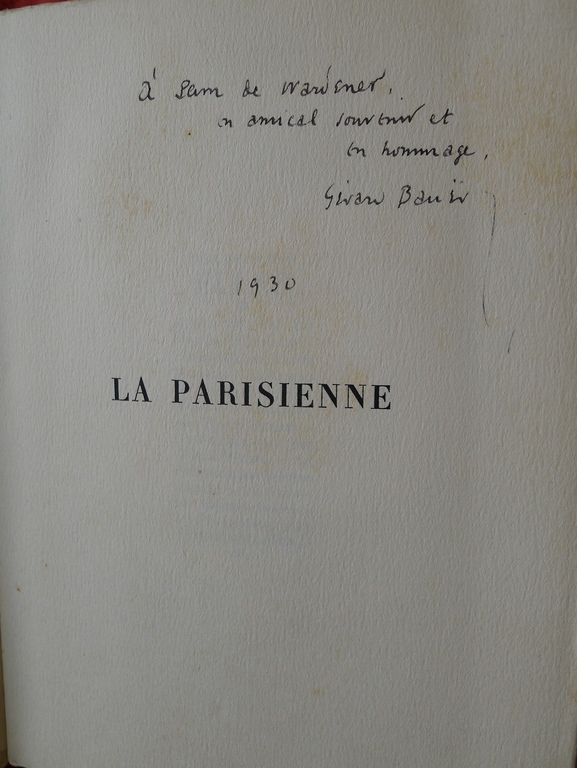 à Sam de Wardener,
en amical souvenir et
en hommage,
Gérard Bauër
1930
LA PARISIENNE